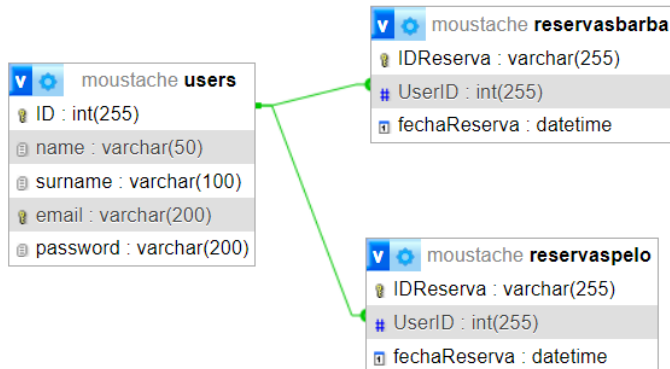 moustache users
ID : int(255)
name : varchar(50)
surname : varchar(100)
email : varchar(200)
password : varchar(200)
moustache reservasbarba
IDReserva : varchar(255)
# UserID : int(255)
fechaReserva : datetime
moustache reservaspelo
IDReserva : varchar(255)
# UserID : int(255)
fechaReserva : datetime